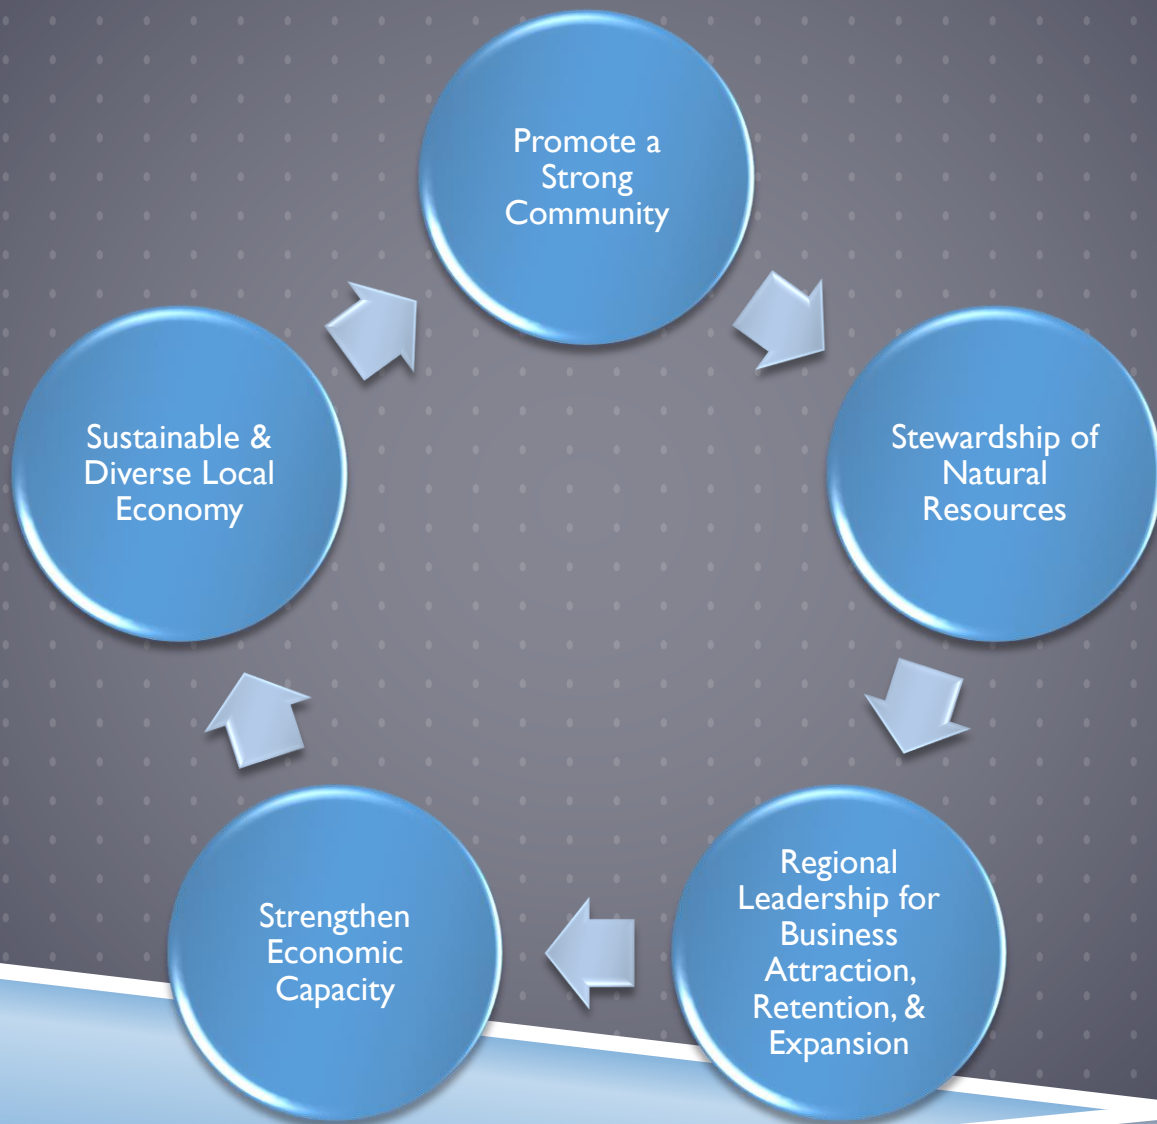 Promote a
Strong
Community
Stewardship of
Natural
Resources
Regional
Leadership for
Business
Attraction,
Retention, &
Expansion
Strengthen
Economic
Capacity
Sustainable &
Diverse Local
Economy